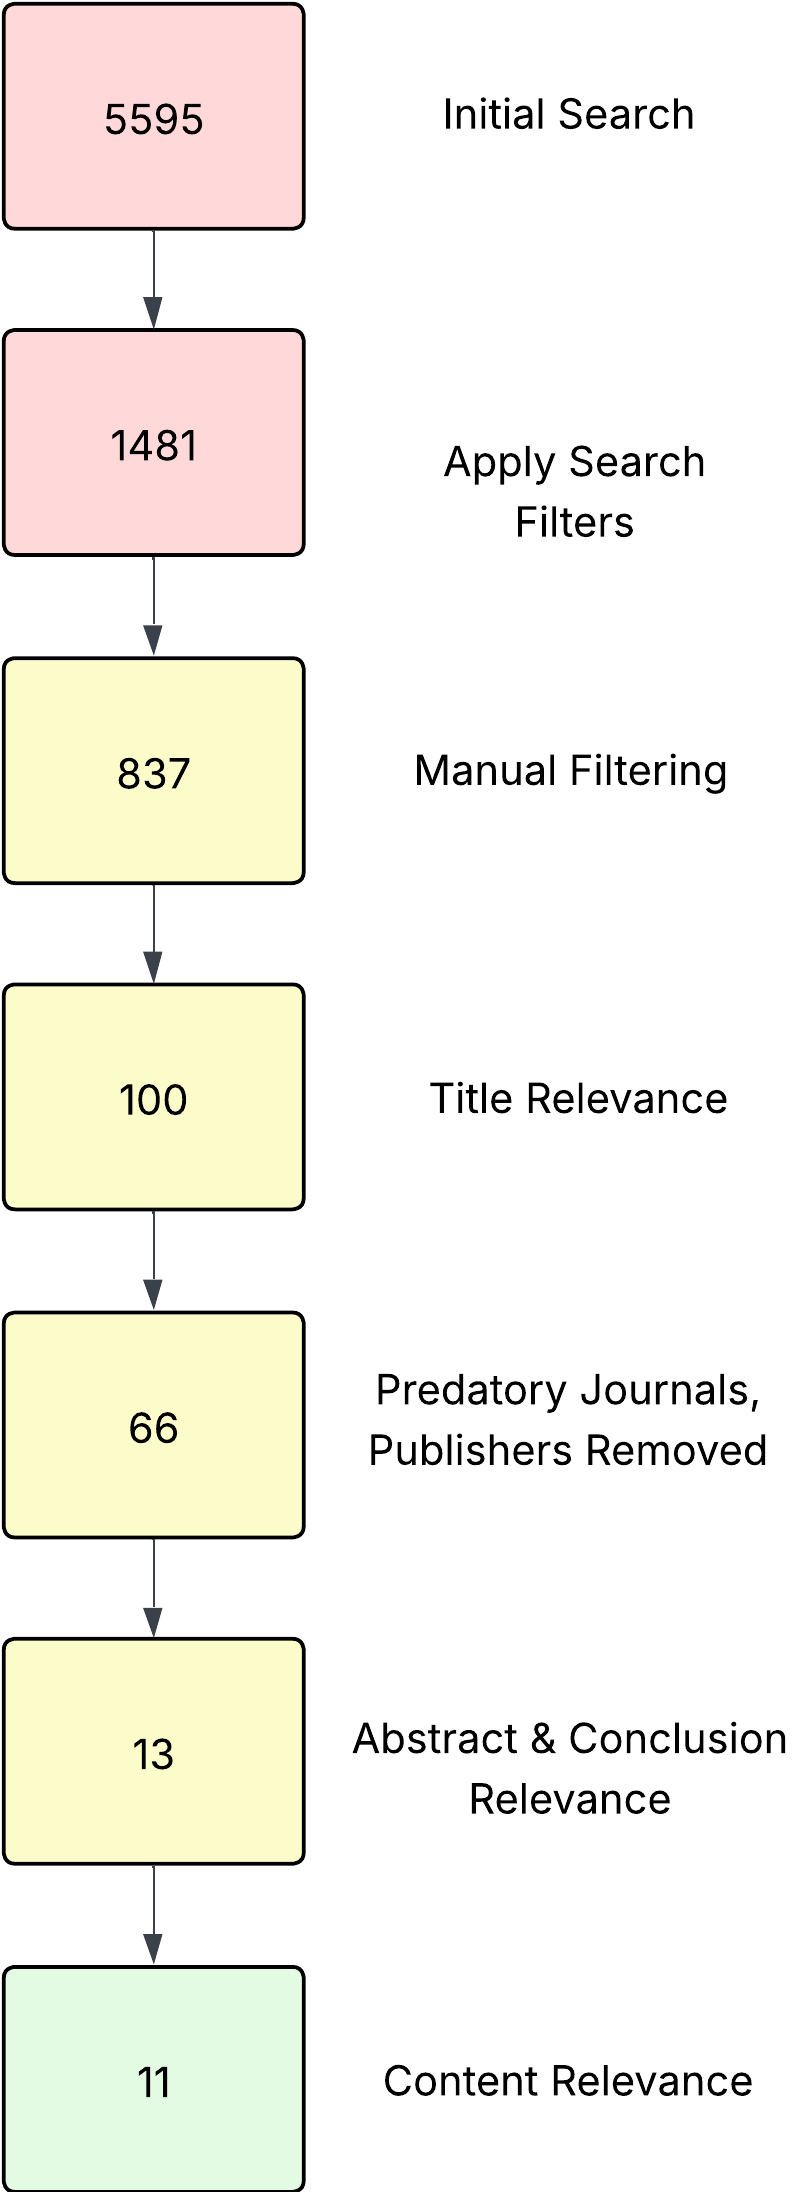 5595
Initial Search
1481
Apply Search
Filters
837
Manual Filtering
100
Title Relevance
66
Predatory Journals,
Publishers Removed
13
Abstract & Conclusion
Relevance
11
Content Relevance